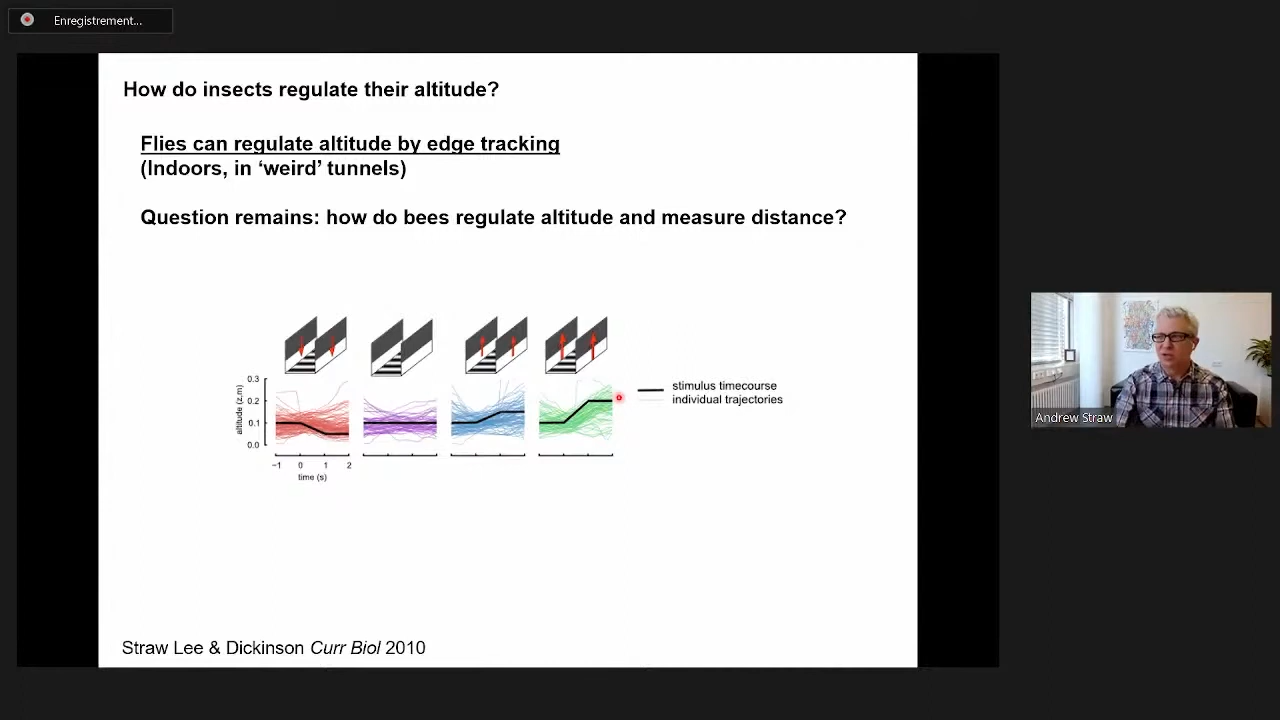 Enregistrement...
How do insects regulate their altitude?
Flies can regulate altitude by edge tracking
(Indoors, in ‘weird’ tunnels)
Question remains: how do bees regulate altitude and measure distance?
0.3
0.2
0.1
0.0
altitude (z,m)
−1 0 1 2
time (s)
stimulus timecourse
individual trajectories
Andrew Straw
Straw Lee & Dickinson Curr Biol 2010